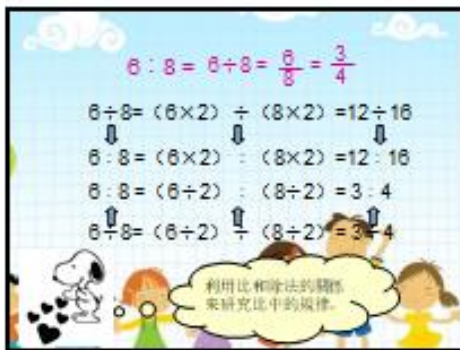 6：8＝ 6÷8＝ 6/8 ＝ 3/4
6÷8=（6×2） ÷ （8×2）=12÷16
6：8=（6×2） ： （8×2）=12：16
6：8=（6÷2） ： （8÷2）=3：4
6÷8=（6÷2） ÷ （8÷2）=3÷4
利用比和除法的關係
來研究比中的規律。